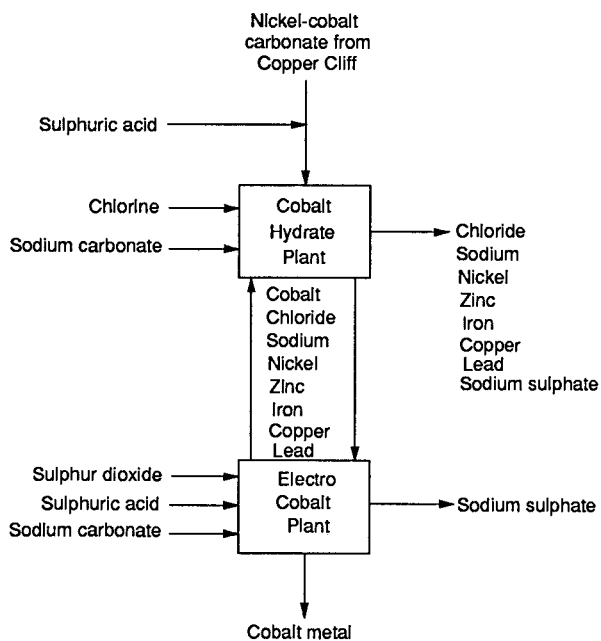 Nickel-cobalt
carbonate from
Copper Cliff
Sulphuric acid
Chlorine
Sodium carbonate
Cobalt
Hydrate
Plant
Chloride
Sodium
Nickel
Zinc
Iron
Copper
Lead
Sodium sulphate
Cobalt
Chloride
Sodium
Nickel
Zinc
Iron
Copper
Lead
Sulphur dioxide
Sulphuric acid
Sodium carbonate
Electro
Cobalt
Plant
Sodium sulphate
Cobalt metal